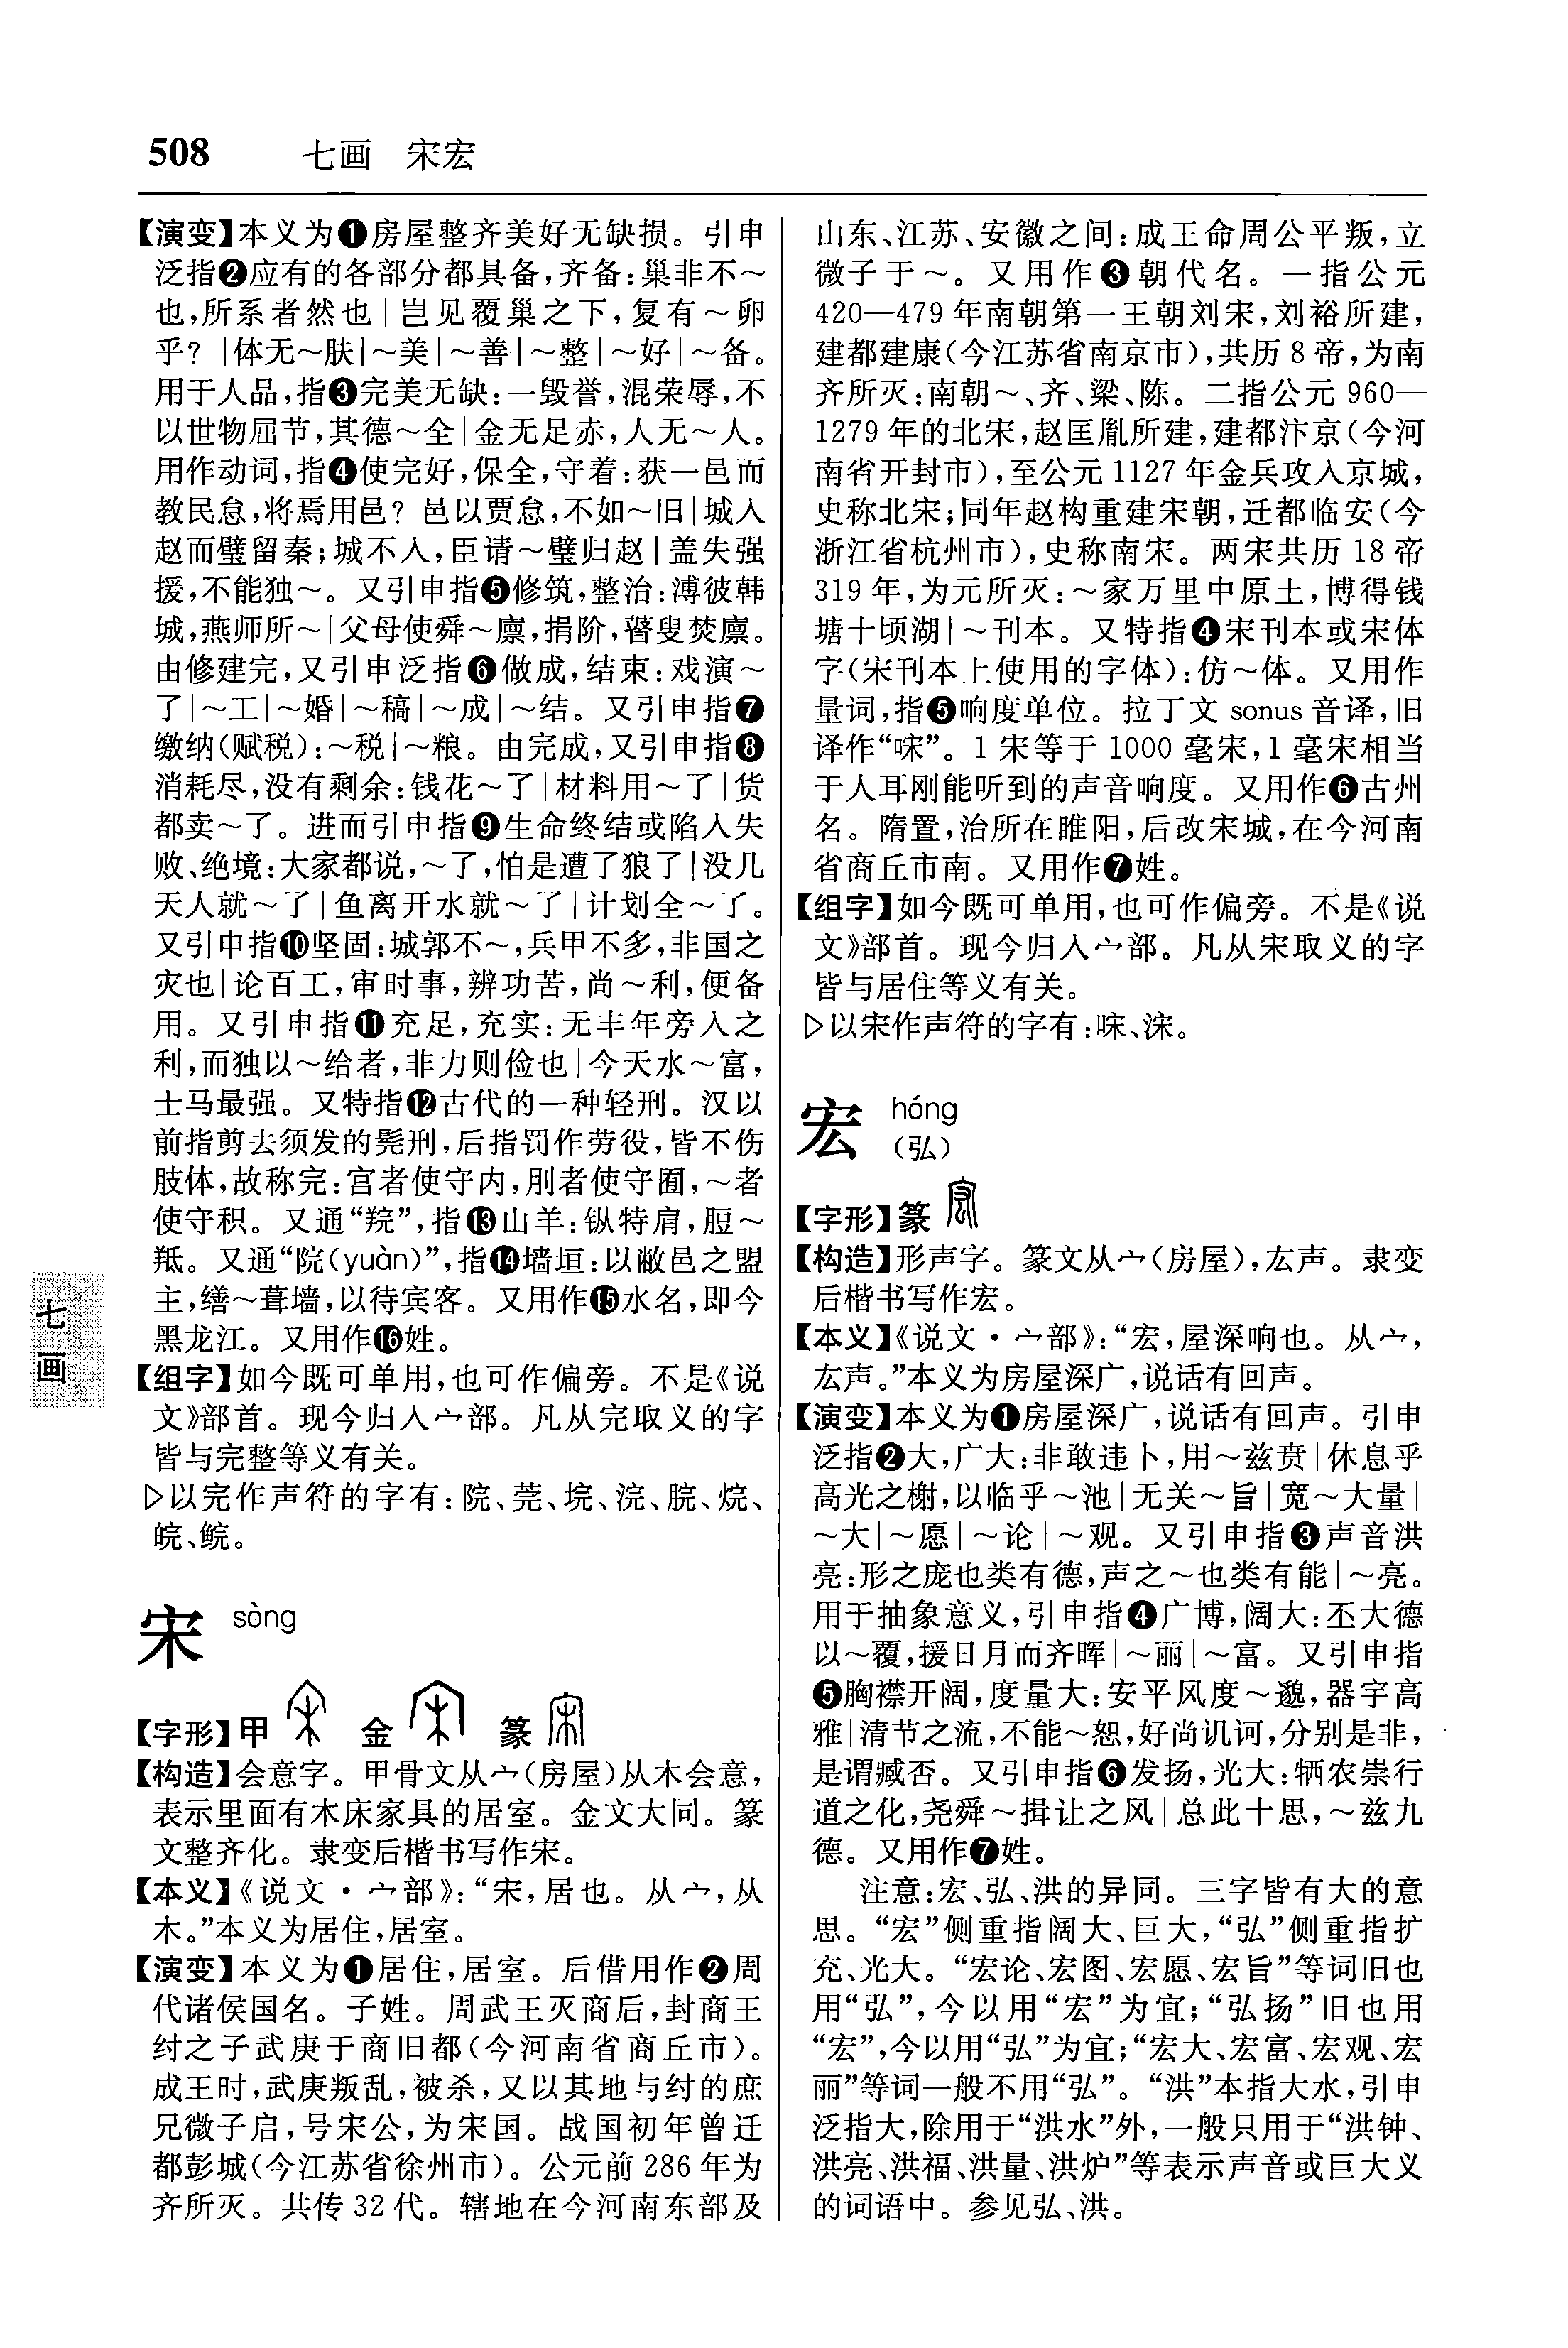 508 七画 宋宏
【演变】本义为❶房屋整齐美好无缺损。引申
泛指❷应有的各部分都具备,齐备:巢非不～
也,所系者然也|岂见覆巢之下,复有～卵
乎?|体无～肤|～美|～善|～整|～好|～备。
用于人品,指❸完美无缺:一毁誉,混荣辱,不
以世物屈节,其德～全|金无足赤,人无～人。
用作动词,指❹使完好,保全,守着:获一邑而
教民怠,将焉用邑?邑以贾怠,不如～旧|城入
赵而璧留秦;城不入,臣请～璧归赵|盖失强
援,不能独～。又引申指❺修筑,整治:溥彼韩
城,燕师所～|父母使舜～廪,捐阶,瞽叟焚廪。
由修建完,又引申泛指❻做成,结束:戏演～
了|～工|～婚|～稿|～成|～结。又引申指❼
缴纳(赋税):～税|～粮。由完成,又引申指❽
消耗尽,没有剩余:钱花～了|材料用～了|货
都卖～了。进而引申指❾生命终结或陷入失
败、绝境:大家都说,～了,怕是遭了狼了|没几
天人就～了|鱼离开水就～了|计划全～了。
又引申指❿坚固:城郭不～,兵甲不多,非国之
灾也|论百工,审时事,辨功苦,尚～利,便备
用。又引申指⓫充足,充实:无丰年旁入之
利,而独以～给者,非力则俭也|今天水～富,
士马最强。又特指⓬古代的一种轻刑。汉以
前指剪去须发的髡刑,后指罚作劳役,皆不伤
肢体,故称完:宫者使守内,刖者使守囿,～者
使守积。又通“羦”,指⓭山羊:纵特肩,脰～
羝。又通“院(yuàn)”,指⓮墙垣:以敝邑之盟
主,缮～葺墙,以待宾客。又用作⓯水名,即今
黑龙江。又用作⓰姓。
【组字】如今既可单用,也可作偏旁。不是《说
文》部首。现今归入宀部。凡从完取义的字
皆与完整等义有关。
▷以完作声符的字有:院、莞、垸、浣、脘、烷、
皖、鲩。
宋 sòng
【字形】甲 金 篆
【构造】会意字。甲骨文从宀(房屋)从木会意,
表示里面有木床家具的居室。金文大同。篆
文整齐化。隶变后楷书写作宋。
【本义】《说文·宀部》:“宋,居也。从宀,从
木。”本义为居住,居室。
【演变】本义为❶居住,居室。后借用作❷周
代诸侯国名。子姓。周武王灭商后,封商王
纣之子武庚于商旧都(今河南省商丘市)。
成王时,武庚叛乱,被杀,又以其地与纣的庶
兄微子启,号宋公,为宋国。战国初年曾迁
都彭城(今江苏省徐州市)。公元前286年为
齐所灭。共传32代。辖地在今河南东部及
山东、江苏、安徽之间:成王命周公平叛,立
微子于～。又用作❸朝代名。一指公元
420—479年南朝第一王朝刘宋,刘裕所建,
建都建康(今江苏省南京市),共历8帝,为南
齐所灭:南朝～、齐、梁、陈。二指公元960—
1279年的北宋,赵匡胤所建,建都汴京(今河
南省开封市),至公元1127年金兵攻入京城,
史称北宋;同年赵构重建宋朝,迁都临安(今
浙江省杭州市),史称南宋。两宋共历18帝
319年,为元所灭:～家万里中原土,博得钱
塘十顷湖|～刊本。又特指❹宋刊本或宋体
字(宋刊本上使用的字体):仿～体。又用作
量词,指❺响度单位。拉丁文sonus音译,旧
译作“咊”。1宋等于1000毫宋,1毫宋相当
于人耳刚能听到的声音响度。又用作❻古州
名。隋置,治所在睢阳,后改宋城,在今河南
省商丘市南。又用作❼姓。
【组字】如今既可单用,也可作偏旁。不是《说
文》部首。现今归入宀部。凡从宋取义的字
皆与居住等义有关。
▷以宋作声符的字有:
宏 hóng
(弘)
【字形】篆
【构造】形声字。篆文从宀(房屋),厷声。隶变
后楷书写作宏。
【本义】《说文·宀部》:“宏,屋深响也。从宀,
厷声。”本义为房屋深广,说话有回声。
【演变】本义为❶房屋深广,说话有回声。引申
泛指❷大,广大:非敢违卜,用～兹贲|休息乎
高光之榭,以临乎～池|无关～旨|宽～大量|
～大|～愿|～论|～观。又引申指❸声音洪
亮:形之庞也类有德,声之～也类有能|～亮。
用于抽象意义,引申指❹广博,阔大:丕大德
以～覆,援日月而齐晖|～丽|～富。又引申指
❺胸襟开阔,度量大:安平风度～邈,器宇高
雅|清节之流,不能～恕,好尚讥诃,分别是非,
是谓臧否。又引申指❻发扬,光大:牺农崇行
道之化,尧舜～揖让之风|总此十思,～兹九
德。又用作❼姓。
注意:宏、弘、洪的异同。三字皆有大的意
思。“宏”侧重指阔大、巨大,“弘”侧重指扩
充、光大。“宏论、宏图、宏愿、宏旨”等词旧也
用“弘”,今以用“宏”为宜;“弘扬”旧也用
“宏”,今以用“弘”为宜;“宏大、宏富、宏观、宏
丽”等词一般不用“弘”。“洪”本指大水,引申
泛指大,除用于“洪水”外,一般只用于“洪钟、
洪亮、洪福、洪量、洪炉”等表示声音或巨大义
的词语中。参见弘、洪。
七
画